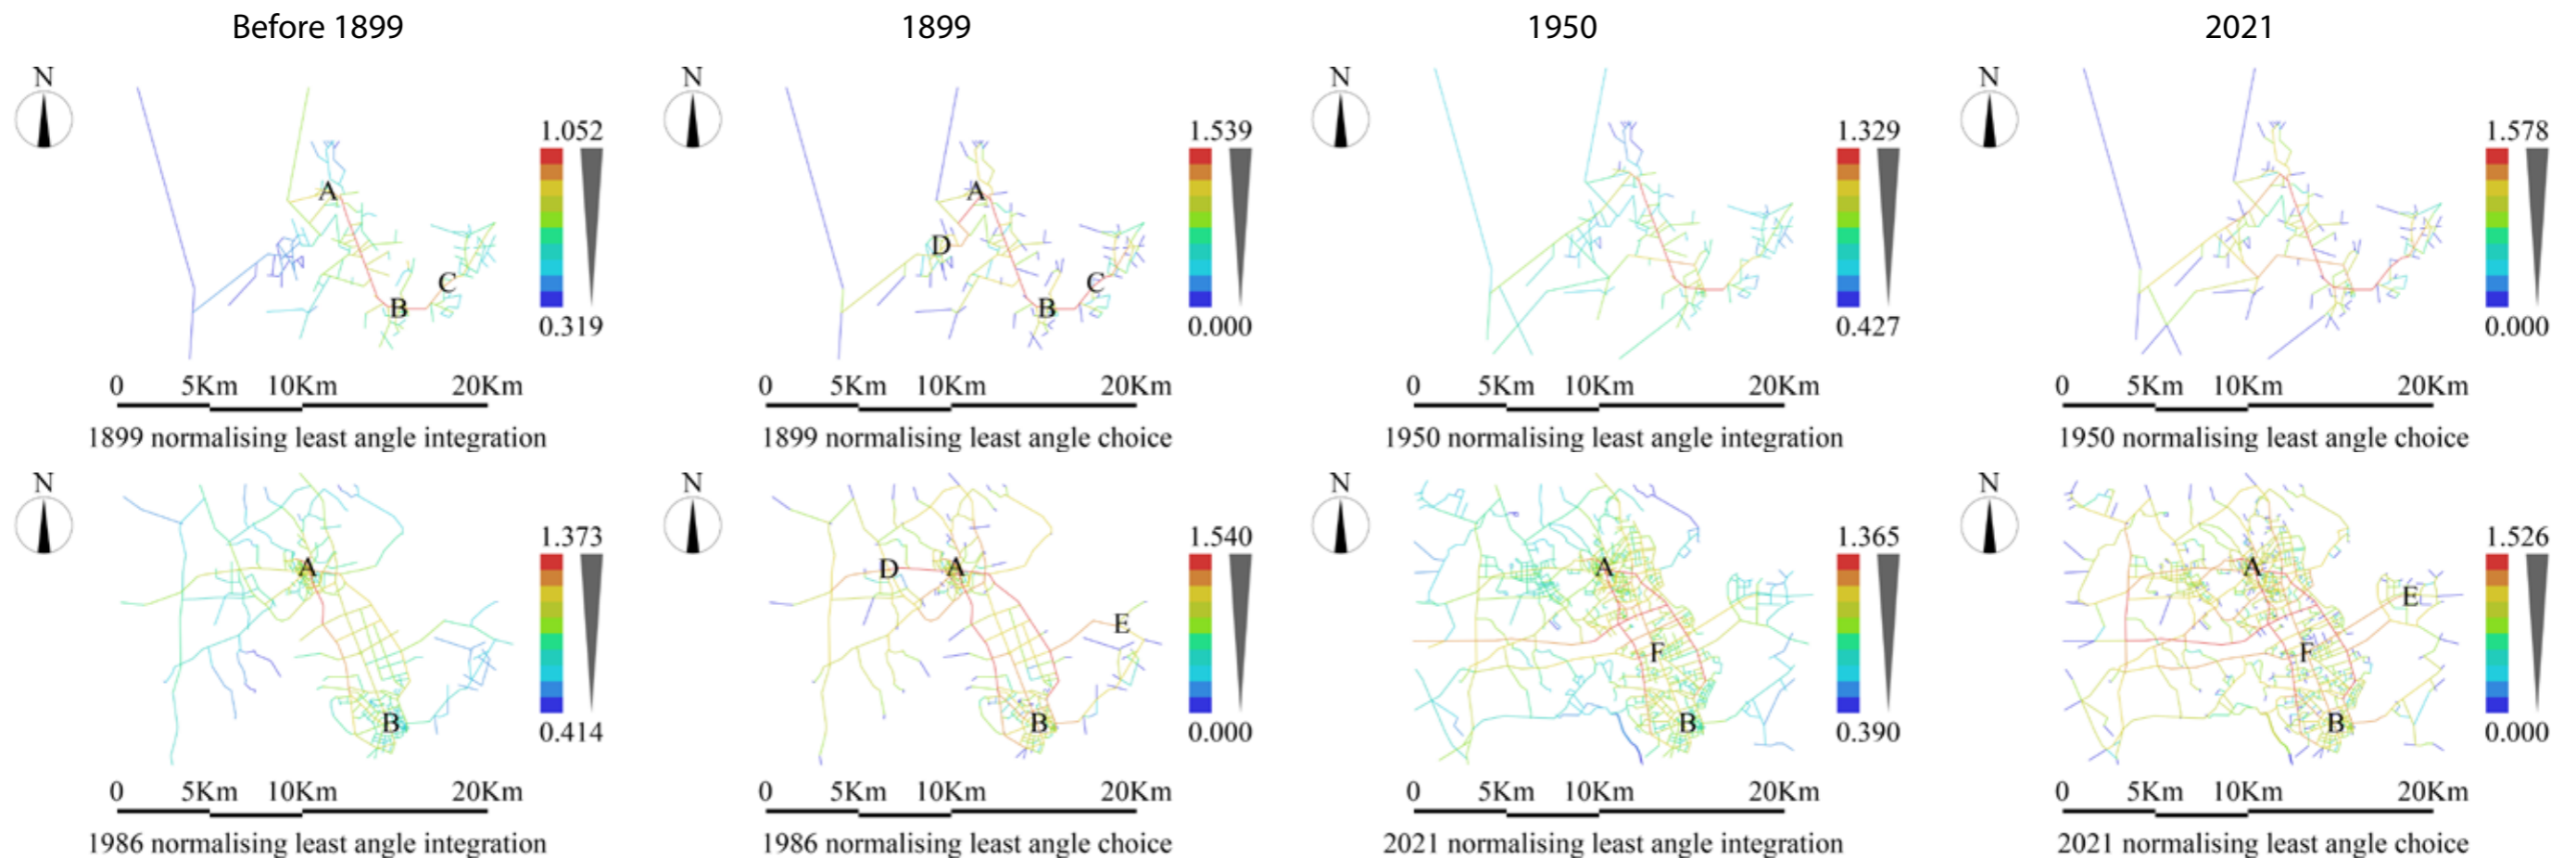 Before 1899 1899 1950 2021
N N N N
1.052 1.539 1.329 1.578
A A
D
C C
B B
0.319 0.000 0.427 0.000
0 5Km 10Km 20Km 0 5Km 10Km 20Km 0 5Km 10Km 20Km 0 5Km 10Km 20Km
1899 normalising least angle integration 1899 normalising least angle choice 1950 normalising least angle integration 1950 normalising least angle choice
N N N N
1.373 1.540 1.365 1.526
A D A A A
E E
F F
B B B B
0.414 0.000 0.390 0.000
0 5Km 10Km 20Km 0 5Km 10Km 20Km 0 5Km 10Km 20Km 0 5Km 10Km 20Km
1986 normalising least angle integration 1986 normalising least angle choice 2021 normalising least angle integration 2021 normalising least angle choice